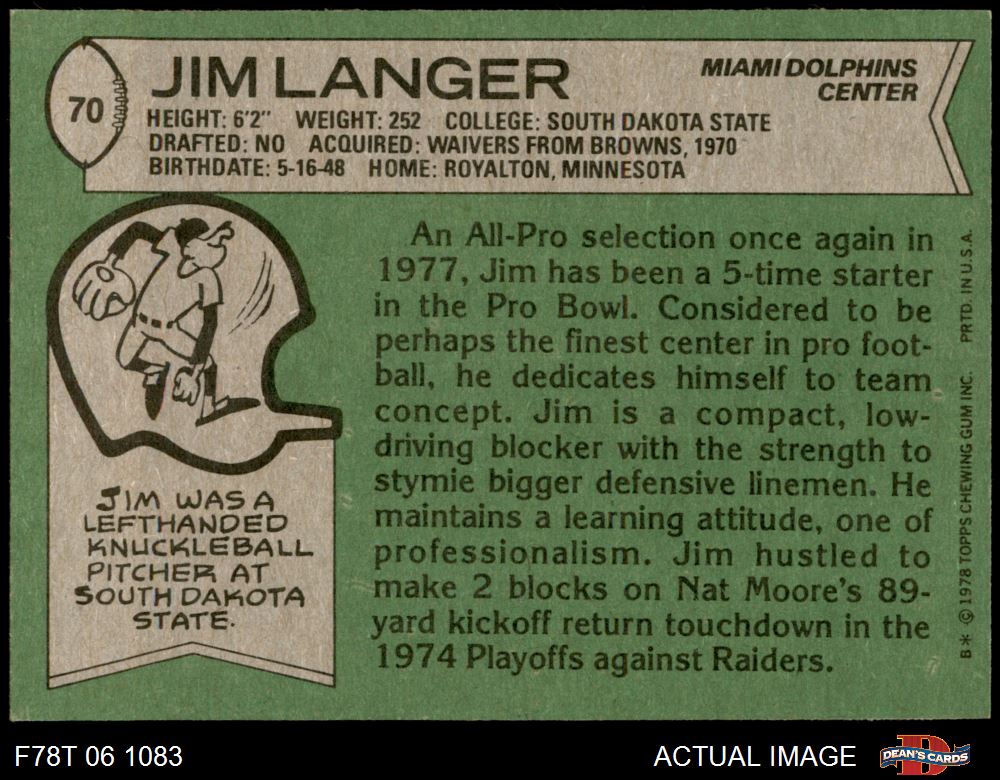 70
JIM LANGER
MIAMI DOLPHINS
CENTER
HEIGHT: 6'2" WEIGHT: 252 COLLEGE: SOUTH DAKOTA STATE
DRAFTED: NO ACQUIRED: WAIVERS FROM BROWNS, 1970
BIRTHDATE: 5-16-48 HOME: ROYALTON, MINNESOTA
JIM WAS A
LEFTHANDED
KNUCKLEBALL
PITCHER AT
SOUTH DAKOTA
STATE.
An All-Pro selection once again in
1977, Jim has been a 5-time starter
in the Pro Bowl. Considered to be
perhaps the finest center in pro foot-
ball, he dedicates himself to team
concept. Jim is a compact, low-
driving blocker with the strength to
stymie bigger defensive linemen. He
maintains a learning attitude, one of
professionalism. Jim hustled to
make 2 blocks on Nat Moore's 89-
yard kickoff return touchdown in the
1974 Playoffs against Raiders.
B* © 1978 TOPPS CHEWING GUM INC. PRTD. IN U.S.A.
F78T 06 1083
ACTUAL IMAGE
DEAN'S CARDS